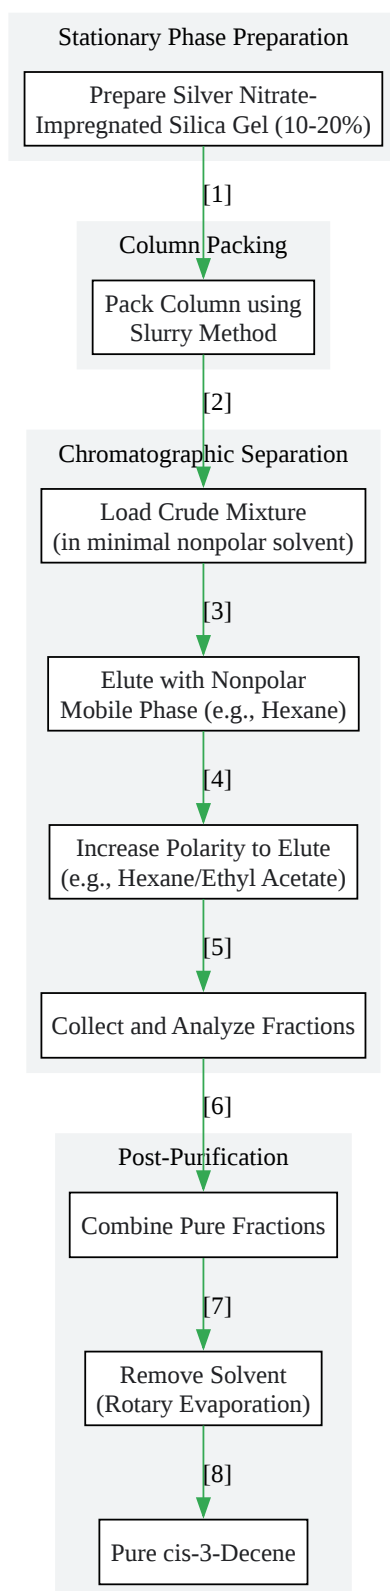 Stationary Phase Preparation
Prepare Silver Nitrate-
Impregnated Silica Gel (10-20%)
[1]
Column Packing
Pack Column using
Slurry Method
[2]
Chromatographic Separation
Load Crude Mixture
(in minimal nonpolar solvent)
[3]
Elute with Nonpolar
Mobile Phase (e.g., Hexane)
[4]
Increase Polarity to Elute
(e.g., Hexane/Ethyl Acetate)
[5]
Collect and Analyze Fractions
[6]
Post-Purification
Combine Pure Fractions
[7]
Remove Solvent
(Rotary Evaporation)
[8]
Pure cis-3-Decene